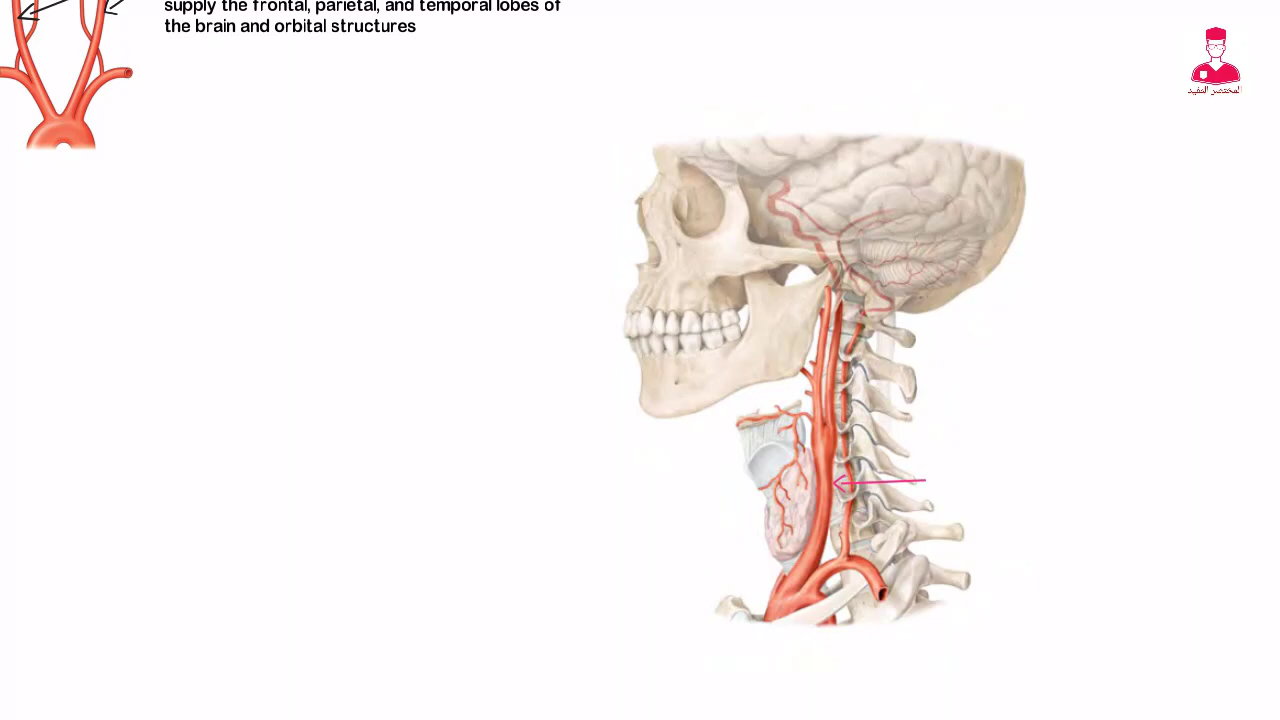 supply the frontal, parietal, and temporal lobes of
the brain and orbital structures
المختصر المفيد